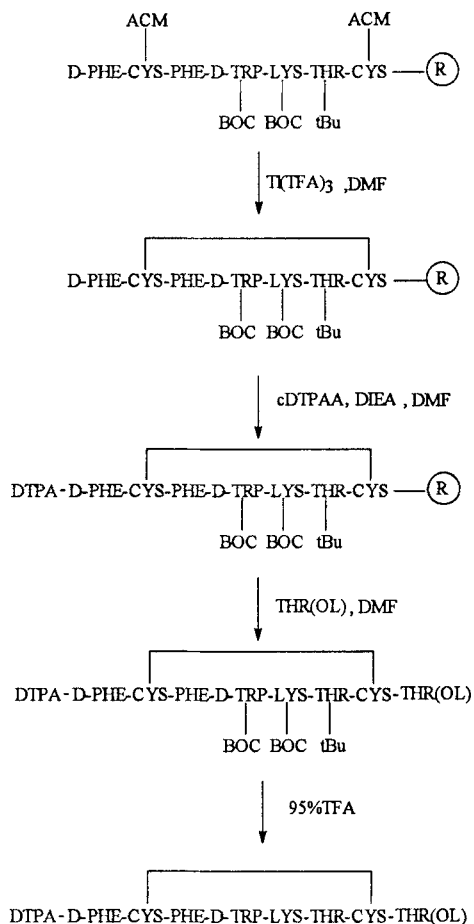 ACM ACM
D-PHE-CYS-PHE-D-TRP-LYS-THR-CYS R
BOC BOC tBu
Tl(TFA)3 ,DMF
D-PHE-CYS-PHE-D-TRP-LYS-THR-CYS R
BOC BOC tBu
cDTPAA, DIEA , DMF
DTPA-D-PHE-CYS-PHE-D-TRP-LYS-THR-CYS R
BOC BOC tBu
THR(OL), DMF
DTPA-D-PHE-CYS-PHE-D-TRP-LYS-THR-CYS-THR(OL)
BOC BOC tBu
95%TFA
DTPA-D-PHE-CYS-PHE-D-TRP-LYS-THR-CYS-THR(OL)